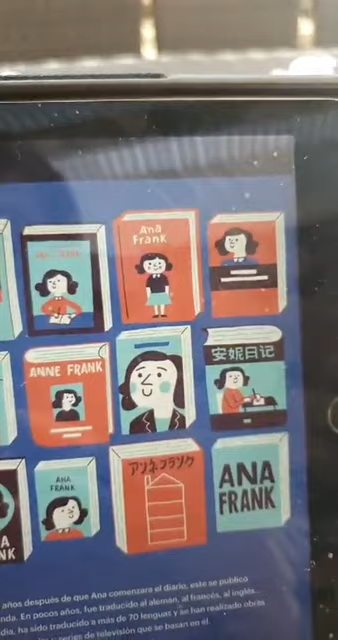 Ana
Frank
ANNE FRANK
安妮日记
ANA
FRANK
アンネフランク
ANA
FRANK
años después de que Ana comenzara el diario, este se publicó
En pocos años, fue traducido al alemán, al francés, al inglés...
día, ha sido traducido a más de 70 lenguas y se han realizado obras
series de televisión que se basan en él.